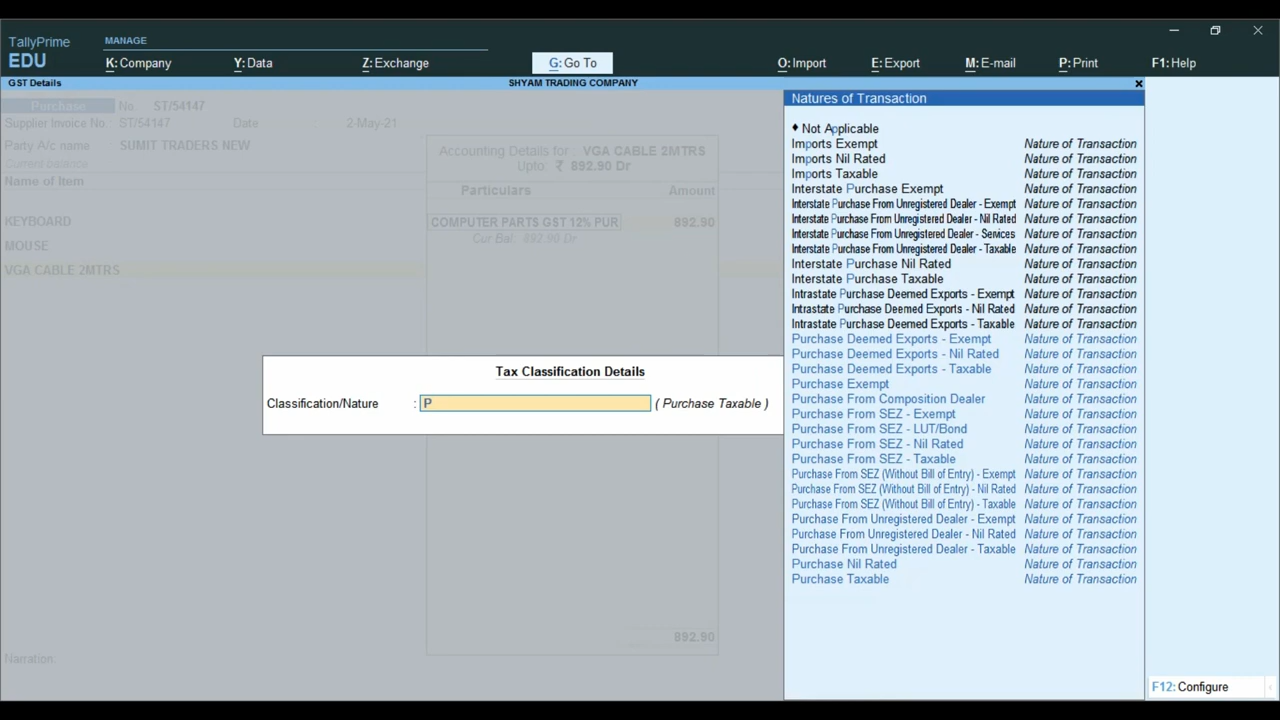 TallyPrime
EDU
MANAGE
K: Company
Y: Data
Z: Exchange
G: Go To
O: Import
E: Export
M: E-mail
P: Print
F1: Help
GST Details
SHYAM TRADING COMPANY
Purchase No. ST/54147
Supplier Invoice No.: ST/54147 Date : 2-May-21
Party A/c name : SUMIT TRADERS NEW
Current balance
Name of Item
KEYBOARD
MOUSE
VGA CABLE 2MTRS
Accounting Details for : VGA CABLE 2MTRS
Upto: ₹ 892.90 Dr
Particulars Amount
COMPUTER PARTS GST 12% PUR 892.90
Cur Bal: 892.90 Dr
892.90
Narration:
Tax Classification Details
Classification/Nature : P ( Purchase Taxable )
Natures of Transaction
♦ Not Applicable
Imports Exempt Nature of Transaction
Imports Nil Rated Nature of Transaction
Imports Taxable Nature of Transaction
Interstate Purchase Exempt Nature of Transaction
Interstate Purchase From Unregistered Dealer - Exempt Nature of Transaction
Interstate Purchase From Unregistered Dealer - Nil Rated Nature of Transaction
Interstate Purchase From Unregistered Dealer - Services Nature of Transaction
Interstate Purchase From Unregistered Dealer - Taxable Nature of Transaction
Interstate Purchase Nil Rated Nature of Transaction
Interstate Purchase Taxable Nature of Transaction
Intrastate Purchase Deemed Exports - Exempt Nature of Transaction
Intrastate Purchase Deemed Exports - Nil Rated Nature of Transaction
Intrastate Purchase Deemed Exports - Taxable Nature of Transaction
Purchase Deemed Exports - Exempt Nature of Transaction
Purchase Deemed Exports - Nil Rated Nature of Transaction
Purchase Deemed Exports - Taxable Nature of Transaction
Purchase Exempt Nature of Transaction
Purchase From Composition Dealer Nature of Transaction
Purchase From SEZ - Exempt Nature of Transaction
Purchase From SEZ - LUT/Bond Nature of Transaction
Purchase From SEZ - Nil Rated Nature of Transaction
Purchase From SEZ - Taxable Nature of Transaction
Purchase From SEZ (Without Bill of Entry) - Exempt Nature of Transaction
Purchase From SEZ (Without Bill of Entry) - Nil Rated Nature of Transaction
Purchase From SEZ (Without Bill of Entry) - Taxable Nature of Transaction
Purchase From Unregistered Dealer - Exempt Nature of Transaction
Purchase From Unregistered Dealer - Nil Rated Nature of Transaction
Purchase From Unregistered Dealer - Taxable Nature of Transaction
Purchase Nil Rated Nature of Transaction
Purchase Taxable Nature of Transaction
F12: Configure